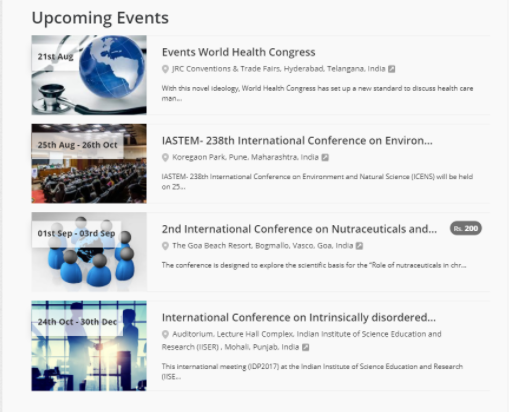 Upcoming Events
21st Aug
Events World Health Congress
JRC Conventions & Trade Fairs, Hyderabad, Telangana, India
With this novel ideology, World Health Congress has set up a new standard to discuss health care
man...
25th Aug - 26th Oct
IASTEM- 238th International Conference on Environ...
Koregaon Park, Pune, Maharashtra, India
IASTEM- 238th International Conference on Environment and Natural Science (ICENS) will be held
on 25...
01st Sep - 03rd Sep
2nd International Conference on Nutraceuticals and...
Rs. 200
The Goa Beach Resort, Bogmallo, Vasco, Goa, India
The conference is designed to explore the scientific basis for the "Role of nutraceuticals in chr...
24th Oct - 30th Dec
International Conference on Intrinsically disordered...
Auditorium, Lecture Hall Complex, Indian Institute of Science Education and
Research (IISER) , Mohali, Punjab, India
This international meeting (IDP2017) at the Indian Institute of Science Education and Research
(IISE...